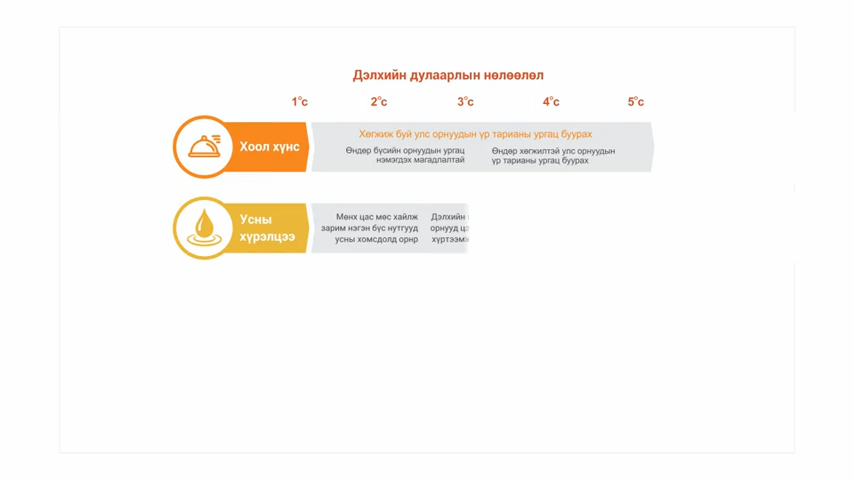 Дэлхийн дулаарлын нөлөөлөл
1°c 2°c 3°c 4°c 5°c
Хоол хүнс
Хөгжиж буй улс орнуудын үр тарианы ургац буурах
Өндөр бүсийн орнуудын ургац
нэмэгдэх магадлалтай
Өндөр хөгжилтэй улс орнуудын
үр тарианы ургац буурах
Усны
хүрэлцээ
Мөнх цас мөс хайлж
зарим нэгэн бүс нутгууд
усны хомсдолд орнр
Дэлхийн
орнууд